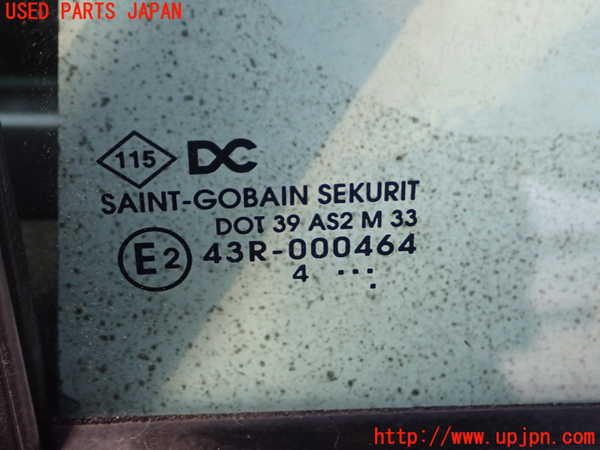 USED PARTS JAPAN
115 DC
SAINT-GOBAIN SEKURIT
DOT 39 AS2 M 33
E2 43R-000464
4 ... .
http://www.upjpn.com/